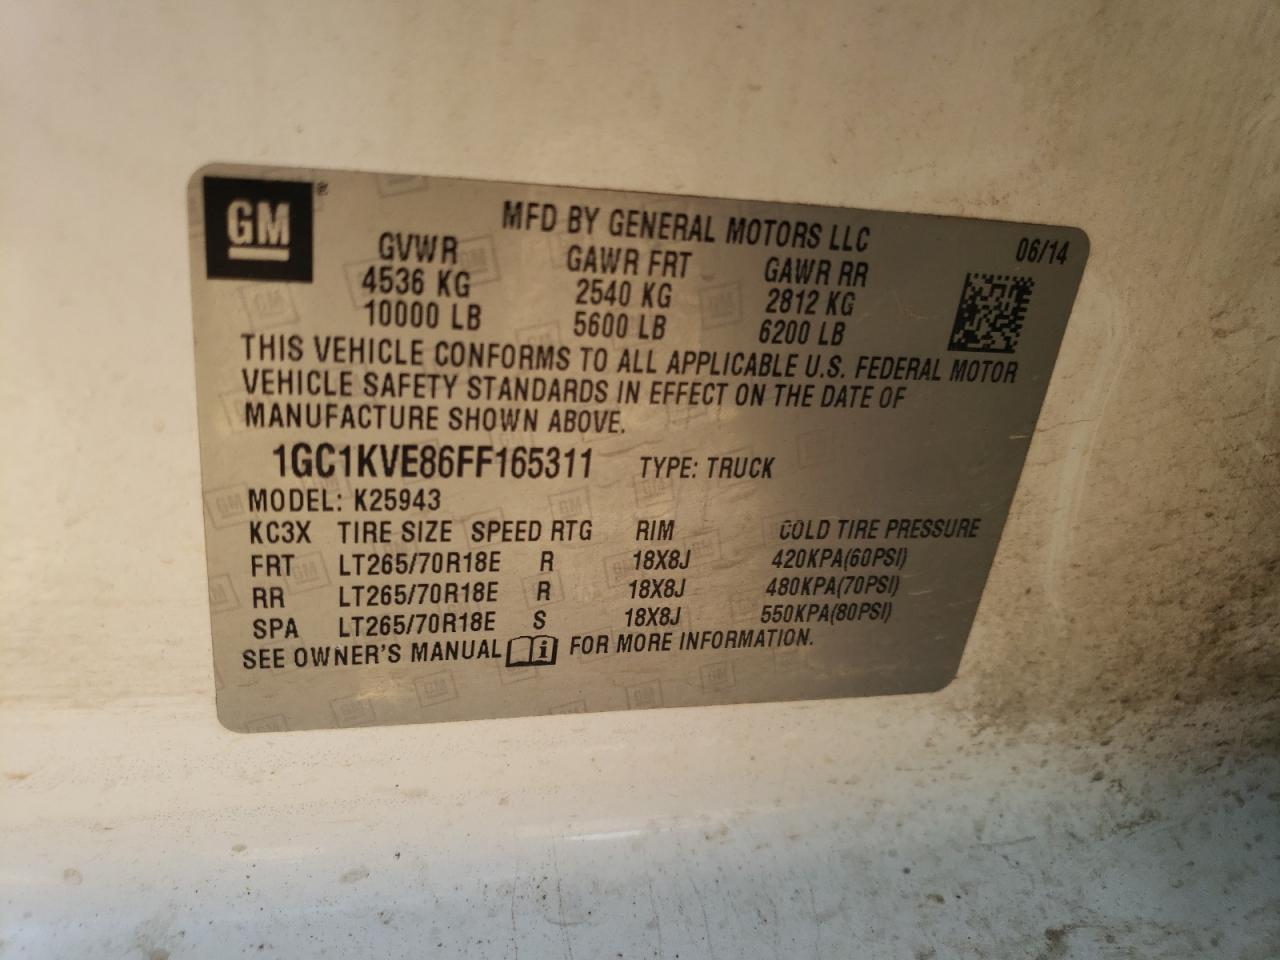 GM®
MFD BY GENERAL MOTORS LLC
06/14
GVWR GAWR FRT GAWR RR
4536 KG 2540 KG 2812 KG
10000 LB 5600 LB 6200 LB
THIS VEHICLE CONFORMS TO ALL APPLICABLE U.S. FEDERAL MOTOR
VEHICLE SAFETY STANDARDS IN EFFECT ON THE DATE OF
MANUFACTURE SHOWN ABOVE.
1GC1KVE86FF165311 TYPE: TRUCK
MODEL: K25943
KC3X TIRE SIZE SPEED RTG RIM COLD TIRE PRESSURE
FRT LT265/70R18E R 18X8J 420KPA(60PSI)
RR LT265/70R18E R 18X8J 480KPA(70PSI)
SPA LT265/70R18E S 18X8J 550KPA(80PSI)
SEE OWNER'S MANUAL i FOR MORE INFORMATION.